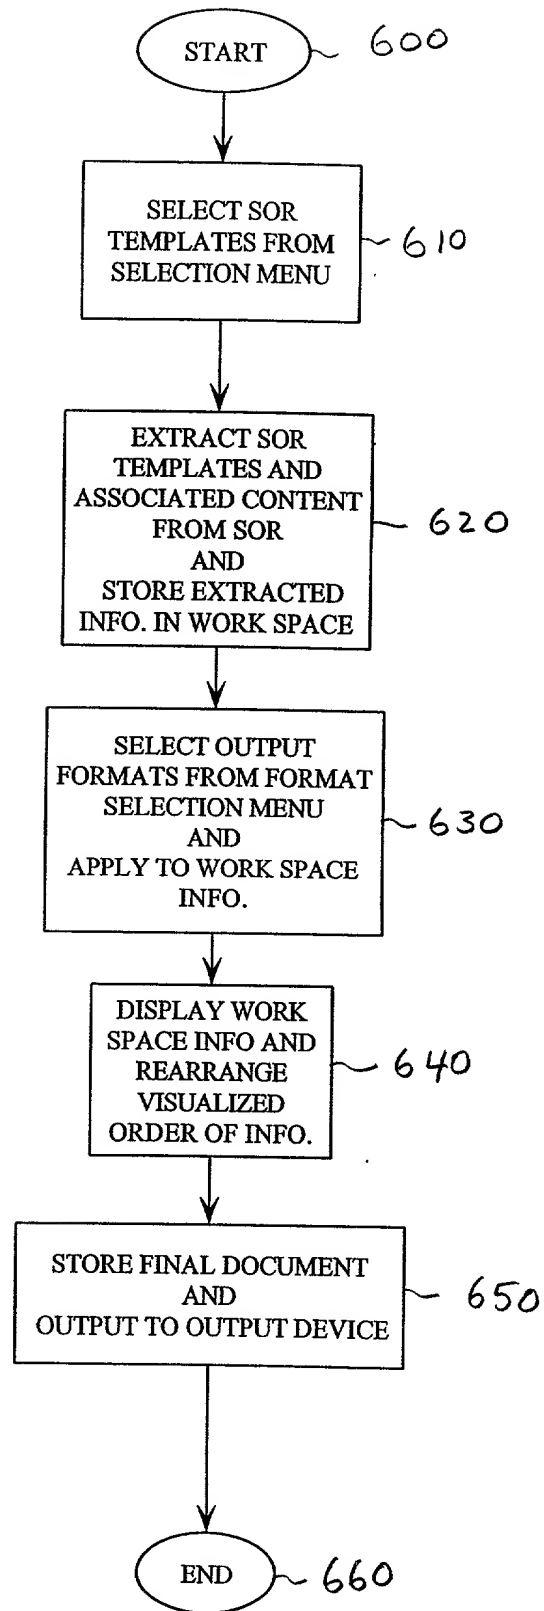 START
600
SELECT SOR
TEMPLATES FROM
SELECTION MENU
610
EXTRACT SOR
TEMPLATES AND
ASSOCIATED CONTENT
FROM SOR
AND
STORE EXTRACTED
INFO. IN WORK SPACE
620
SELECT OUTPUT
FORMATS FROM FORMAT
SELECTION MENU
AND
APPLY TO WORK SPACE
INFO.
630
DISPLAY WORK
SPACE INFO AND
REARRANGE
VISUALIZED
ORDER OF INFO.
640
STORE FINAL DOCUMENT
AND
OUTPUT TO OUTPUT DEVICE
650
END
660